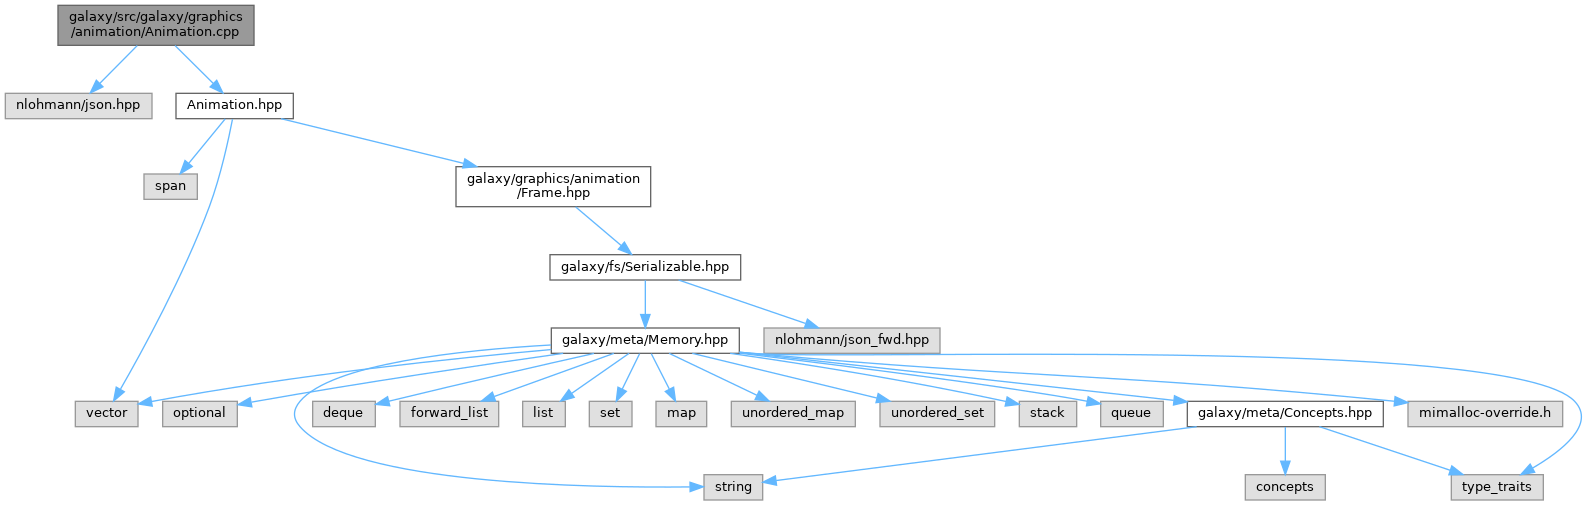 galaxy/src/galaxy/graphics
/animation/Animation.cpp
nlohmann/json.hpp
Animation.hpp
span
galaxy/graphics/animation
/Frame.hpp
galaxy/fs/Serializable.hpp
galaxy/meta/Memory.hpp
nlohmann/json_fwd.hpp
vector
optional
deque
forward_list
list
set
map
unordered_map
unordered_set
stack
queue
galaxy/meta/Concepts.hpp
mimalloc-override.h
string
concepts
type_traits